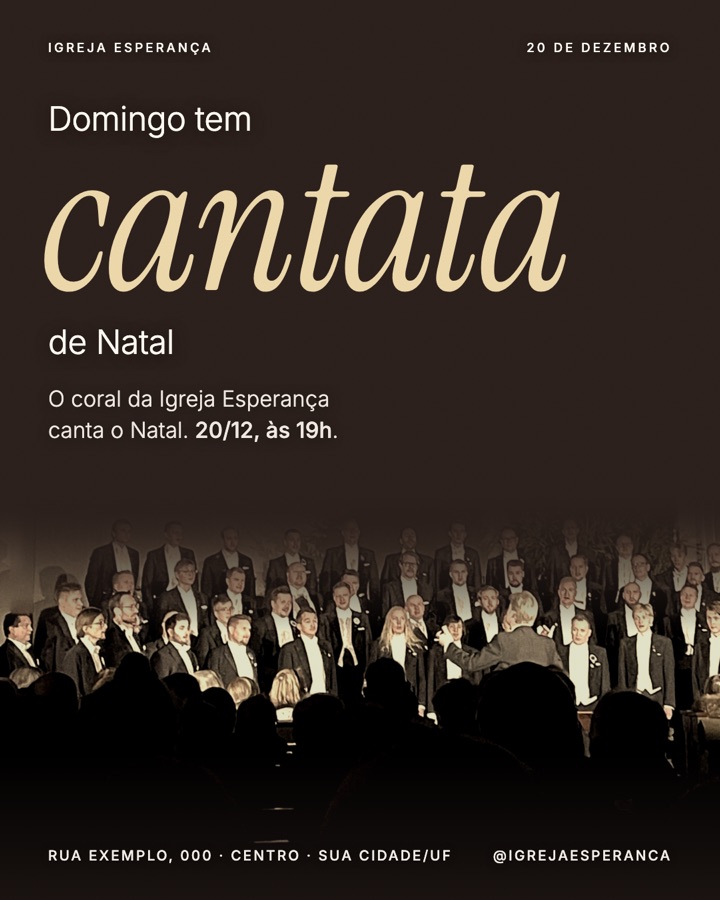 IGREJA ESPERANÇA
20 DE DEZEMBRO
Domingo tem
cantata
de Natal
O coral da Igreja Esperança
canta o Natal. 20/12, às 19h.
RUA EXEMPLO, 000 · CENTRO · SUA CIDADE/UF
@IGREJAESPERANCA